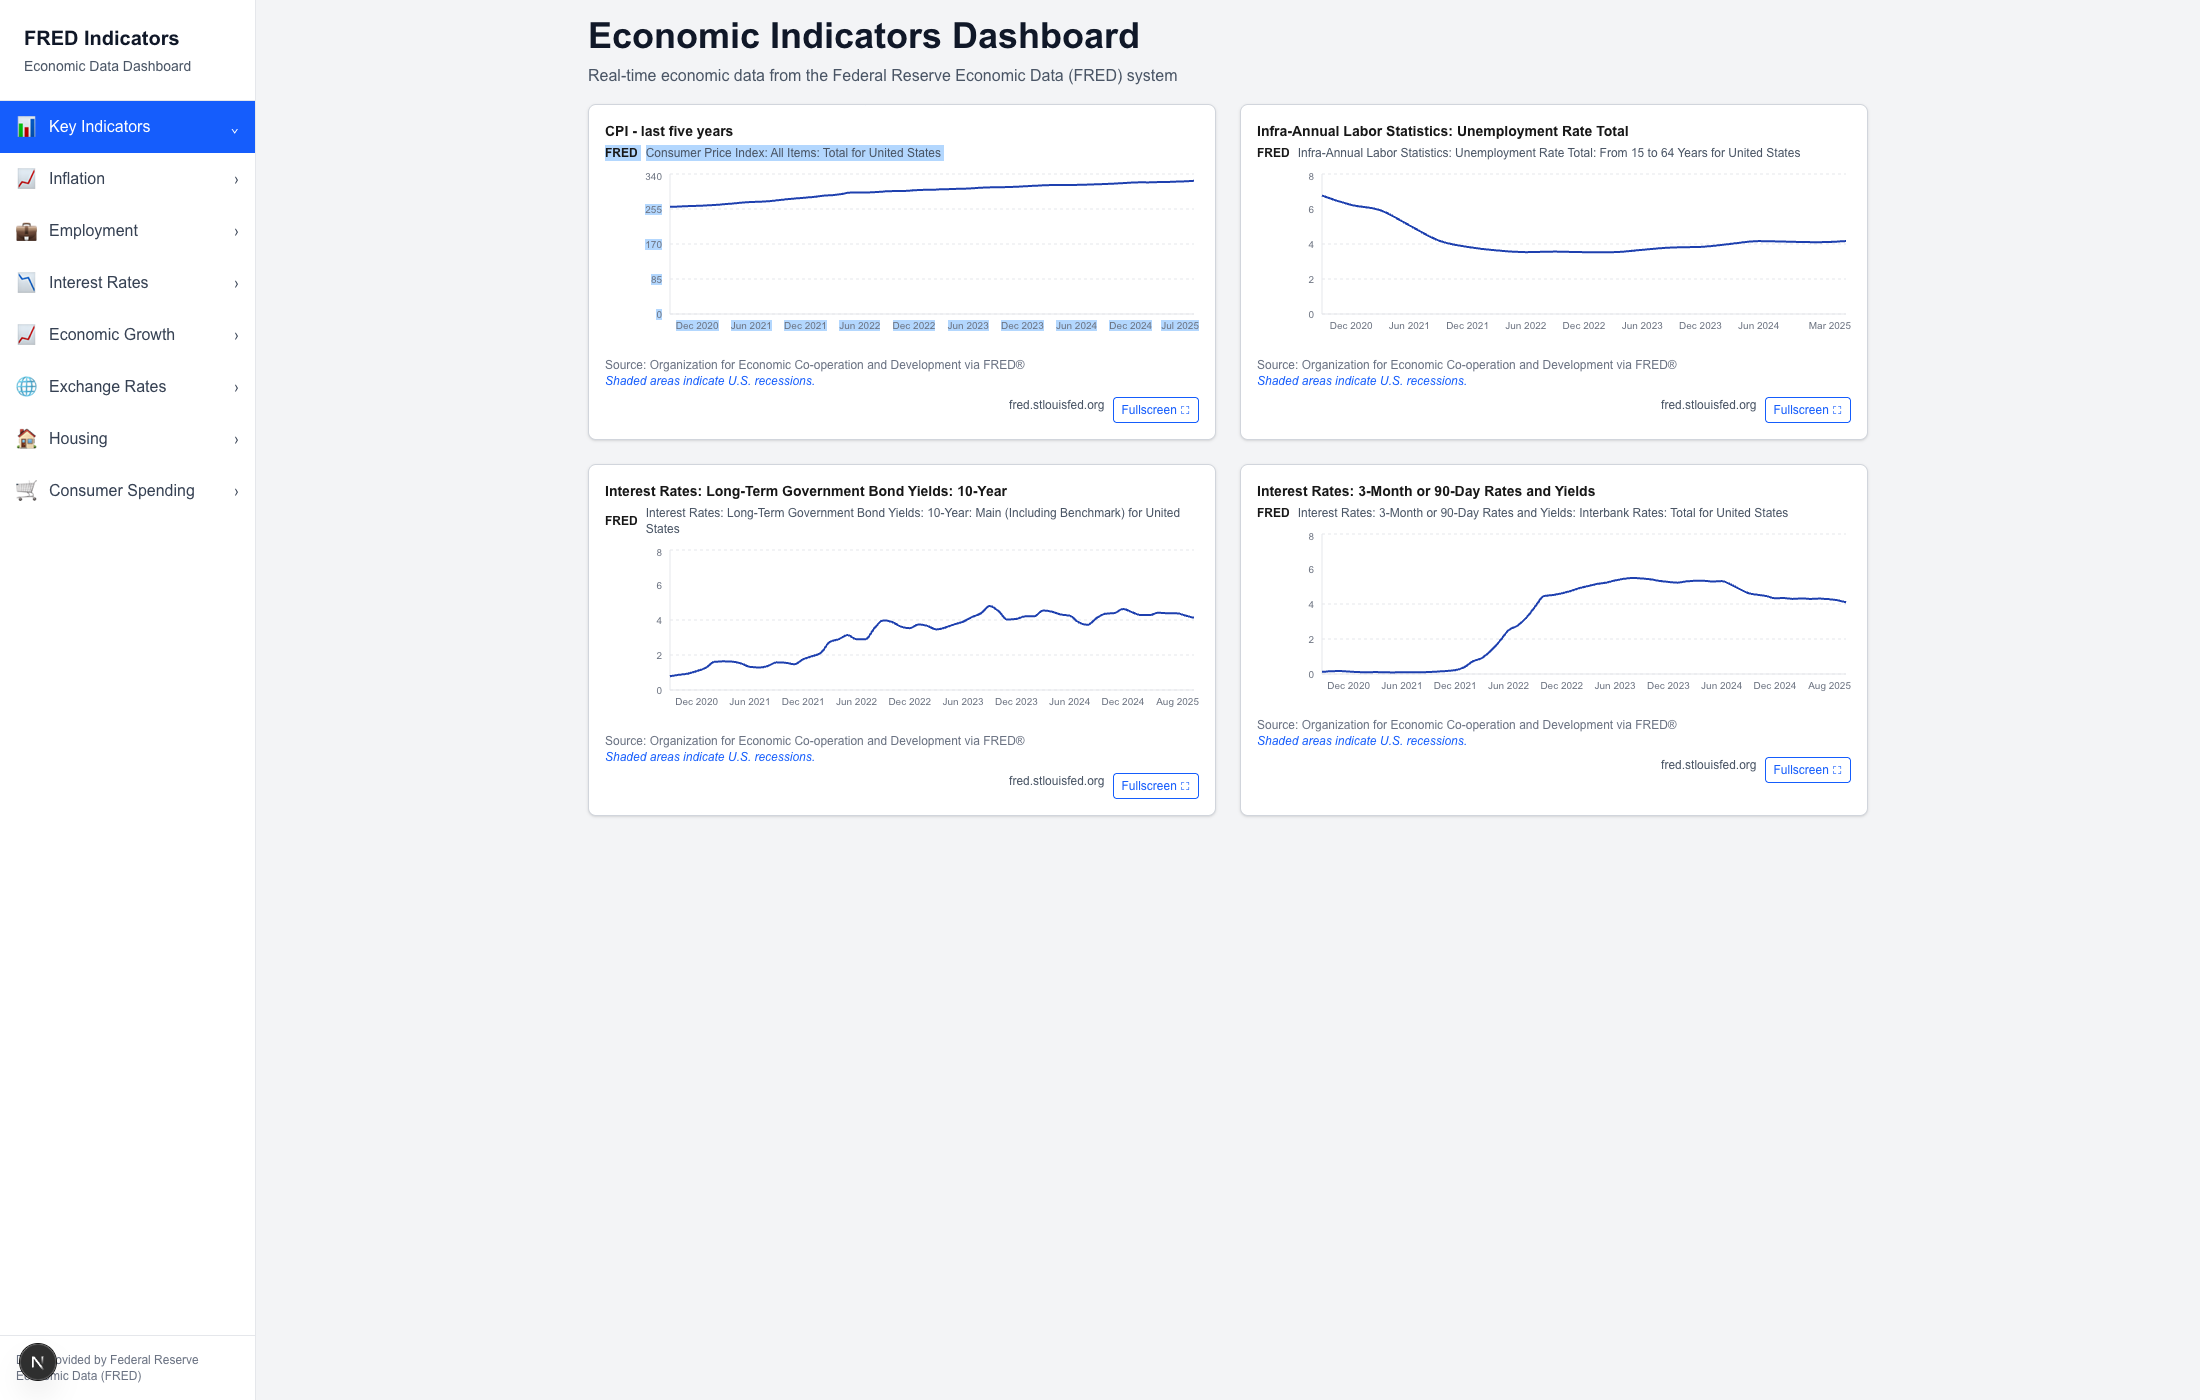 FRED Indicators
Economic Data Dashboard
Key Indicators
Inflation
Employment
Interest Rates
Economic Growth
Exchange Rates
Housing
Consumer Spending
ovided by Federal Reserve
mic Data (FRED)
N
Economic Indicators Dashboard
Real-time economic data from the Federal Reserve Economic Data (FRED) system
CPI - last five years
FRED Consumer Price Index: All Items: Total for United States
340
255
170
85
0
Dec 2020 Jun 2021 Dec 2021 Jun 2022 Dec 2022 Jun 2023 Dec 2023 Jun 2024 Dec 2024 Jul 2025
Source: Organization for Economic Co-operation and Development via FRED®
Shaded areas indicate U.S. recessions.
fred.stlouisfed.org Fullscreen
Infra-Annual Labor Statistics: Unemployment Rate Total
FRED Infra-Annual Labor Statistics: Unemployment Rate Total: From 15 to 64 Years for United States
8
6
4
2
0
Dec 2020 Jun 2021 Dec 2021 Jun 2022 Dec 2022 Jun 2023 Dec 2023 Jun 2024 Mar 2025
Source: Organization for Economic Co-operation and Development via FRED®
Shaded areas indicate U.S. recessions.
fred.stlouisfed.org Fullscreen
Interest Rates: Long-Term Government Bond Yields: 10-Year
FRED Interest Rates: Long-Term Government Bond Yields: 10-Year: Main (Including Benchmark) for United
States
8
6
4
2
0
Dec 2020 Jun 2021 Dec 2021 Jun 2022 Dec 2022 Jun 2023 Dec 2023 Jun 2024 Dec 2024 Aug 2025
Source: Organization for Economic Co-operation and Development via FRED®
Shaded areas indicate U.S. recessions.
fred.stlouisfed.org Fullscreen
Interest Rates: 3-Month or 90-Day Rates and Yields
FRED Interest Rates: 3-Month or 90-Day Rates and Yields: Interbank Rates: Total for United States
8
6
4
2
0
Dec 2020 Jun 2021 Dec 2021 Jun 2022 Dec 2022 Jun 2023 Dec 2023 Jun 2024 Dec 2024 Aug 2025
Source: Organization for Economic Co-operation and Development via FRED®
Shaded areas indicate U.S. recessions.
fred.stlouisfed.org Fullscreen